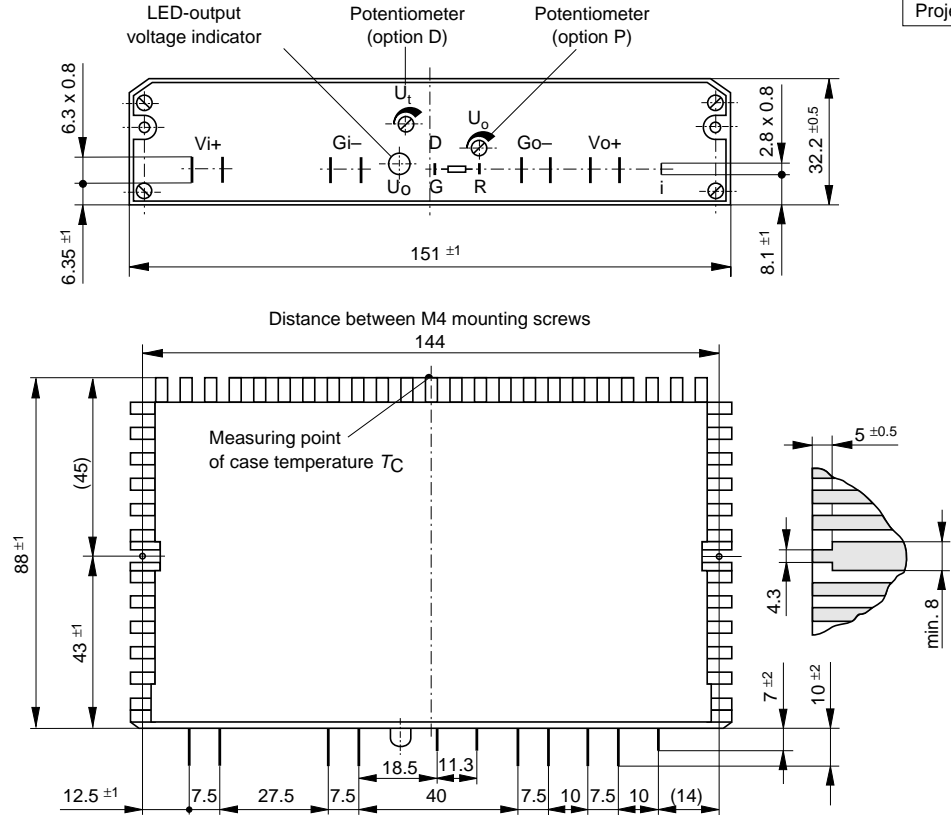 LED-output
voltage indicator
Potentiometer
(option D)
Potentiometer
(option P)
6.3 x 0.8
Ut
Uo
Vi+
Gi–
D
Go–
Vo+
Uo
G
R
i
2.8 x 0.8
32.2 ±0.5
6.35 ±1
151 ±1
8.1 ±1
Distance between M4 mounting screws
144
Measuring point
of case temperature TC
(45)
88 ±1
43 ±1
5 ±0.5
4.3
min. 8
7 ±2
10 ±2
18.5
11.3
12.5 ±1
7.5
27.5
7.5
40
7.5
10
7.5
10
(14)